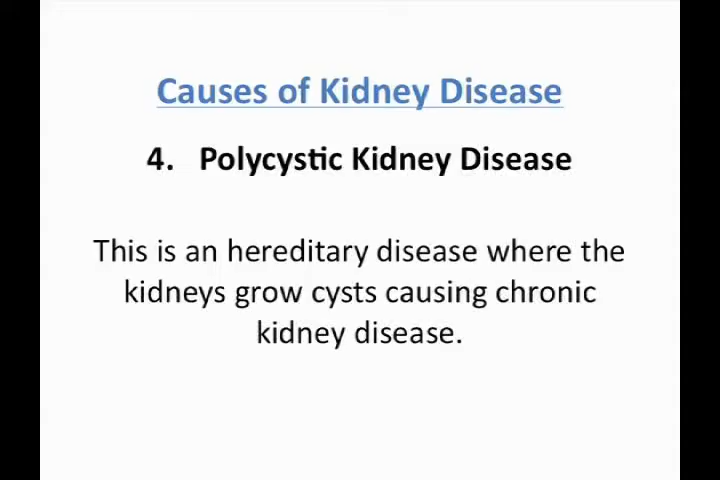 Causes of Kidney Disease
4. Polycystic Kidney Disease
This is an hereditary disease where the
kidneys grow cysts causing chronic
kidney disease.